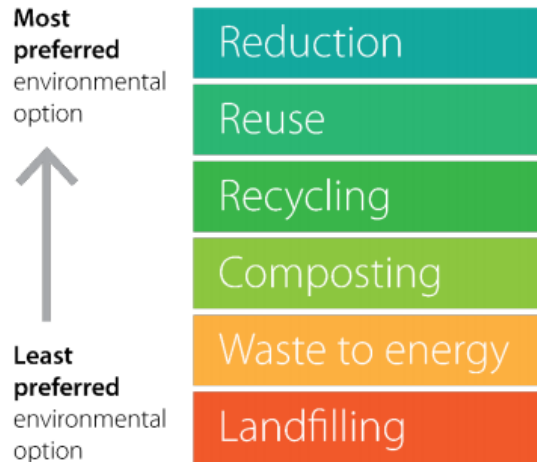 Most
preferred
environmental
option
Least
preferred
environmental
option
Reduction
Reuse
Recycling
Composting
Waste to energy
Landfilling